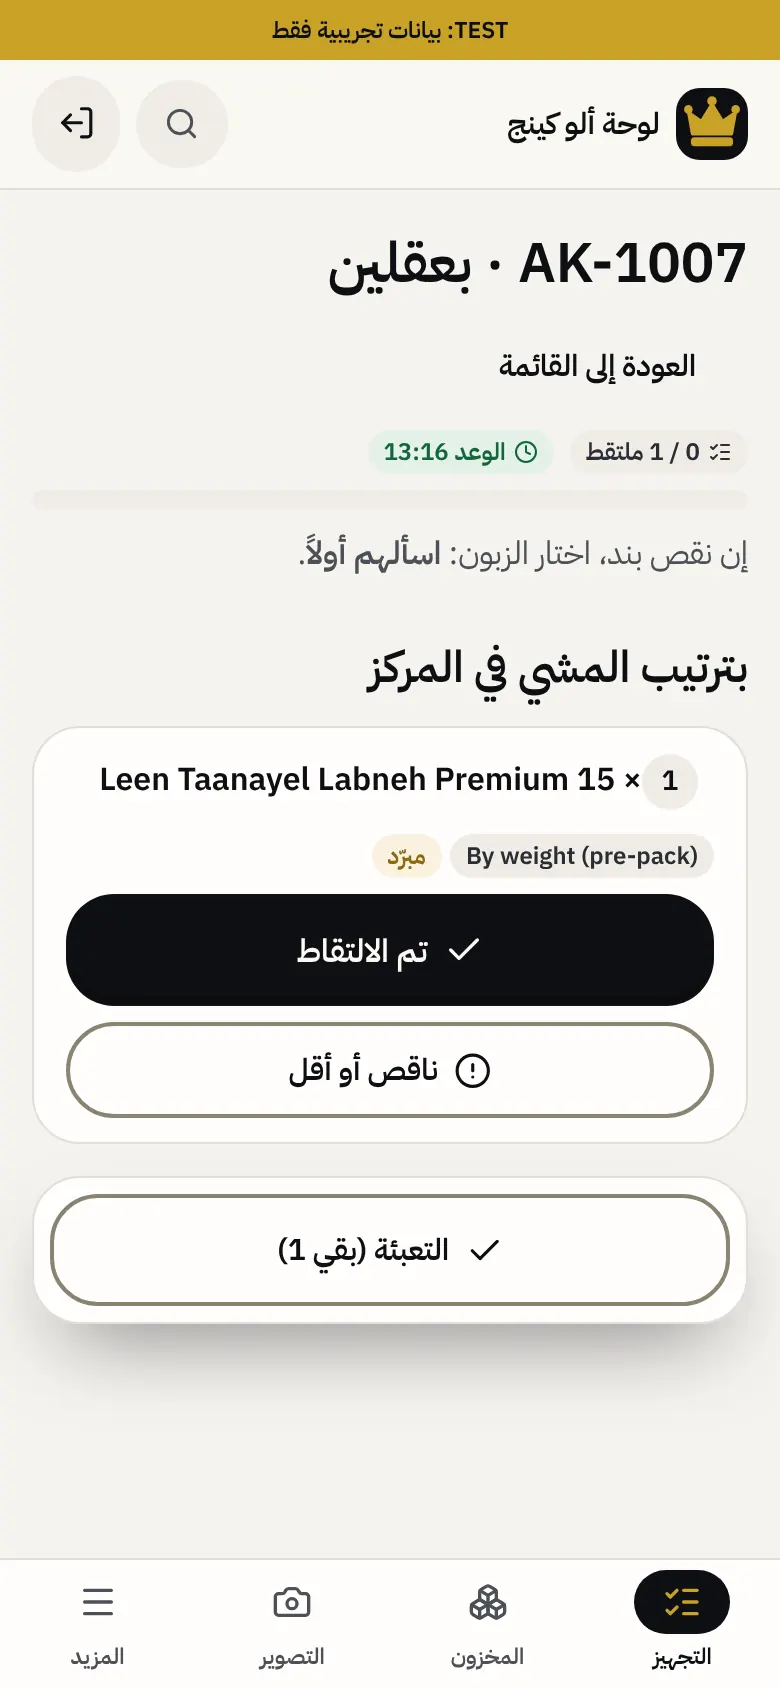 TEST: بيانات تجريبية فقط
لوحة ألو كينج
AK-1007 · بعقلين
العودة إلى القائمة
0 / 1 ملتقط
الوعد 13:16
إن نقص بند، اختار الزبون: اسألهم أولاً.
بترتيب المشي في المركز
1
Leen Taanayel Labneh Premium 15 ×
By weight (pre-pack)
مبرّد
تم الالتقاط
ناقص أو أقل
التعبئة (بقي 1)
التجهيز
المخزون
التصوير
المزيد